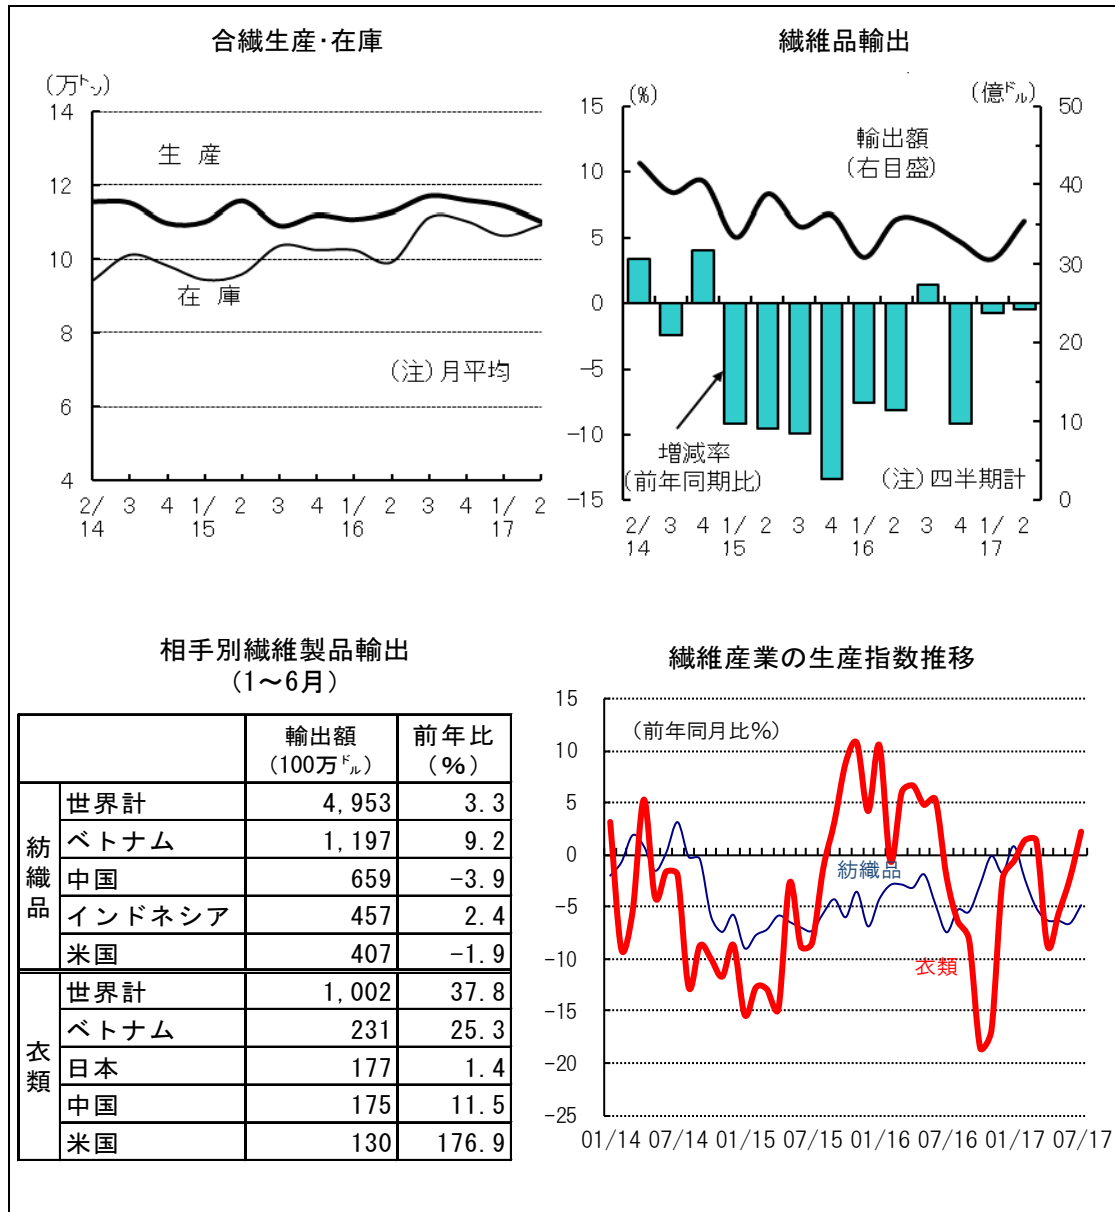 合繊生産・在庫
(万㌧)
14
12
10
8
6
4
生 産
在 庫
(注)月平均
2/ 3 4 1/ 2 3 4 1/ 2 3 4 1/ 2
14 15 16 17
繊維品輸出
(%)
(億㌦)
15
10
5
0
-5
-10
-15
50
40
30
20
10
0
輸出額
(右目盛)
増減率
(前年同期比)
(注)四半期計
2/ 3 4 1/ 2 3 4 1/ 2 3 4 1/ 2
14 15 16 17
相手別繊維製品輸出
(1～6月)
輸出額 前年比
(100万㌦) (%)
紡織品
世界計 4,953 3.3
ベトナム 1,197 9.2
中国 659 -3.9
インドネシア 457 2.4
米国 407 -1.9
衣類
世界計 1,002 37.8
ベトナム 231 25.3
日本 177 1.4
中国 175 11.5
米国 130 176.9
繊維産業の生産指数推移
(前年同月比%)
15
10
5
0
-5
-10
-15
-20
-25
紡織品
衣類
01/14 07/14 01/15 07/15 01/16 07/16 01/17 07/17